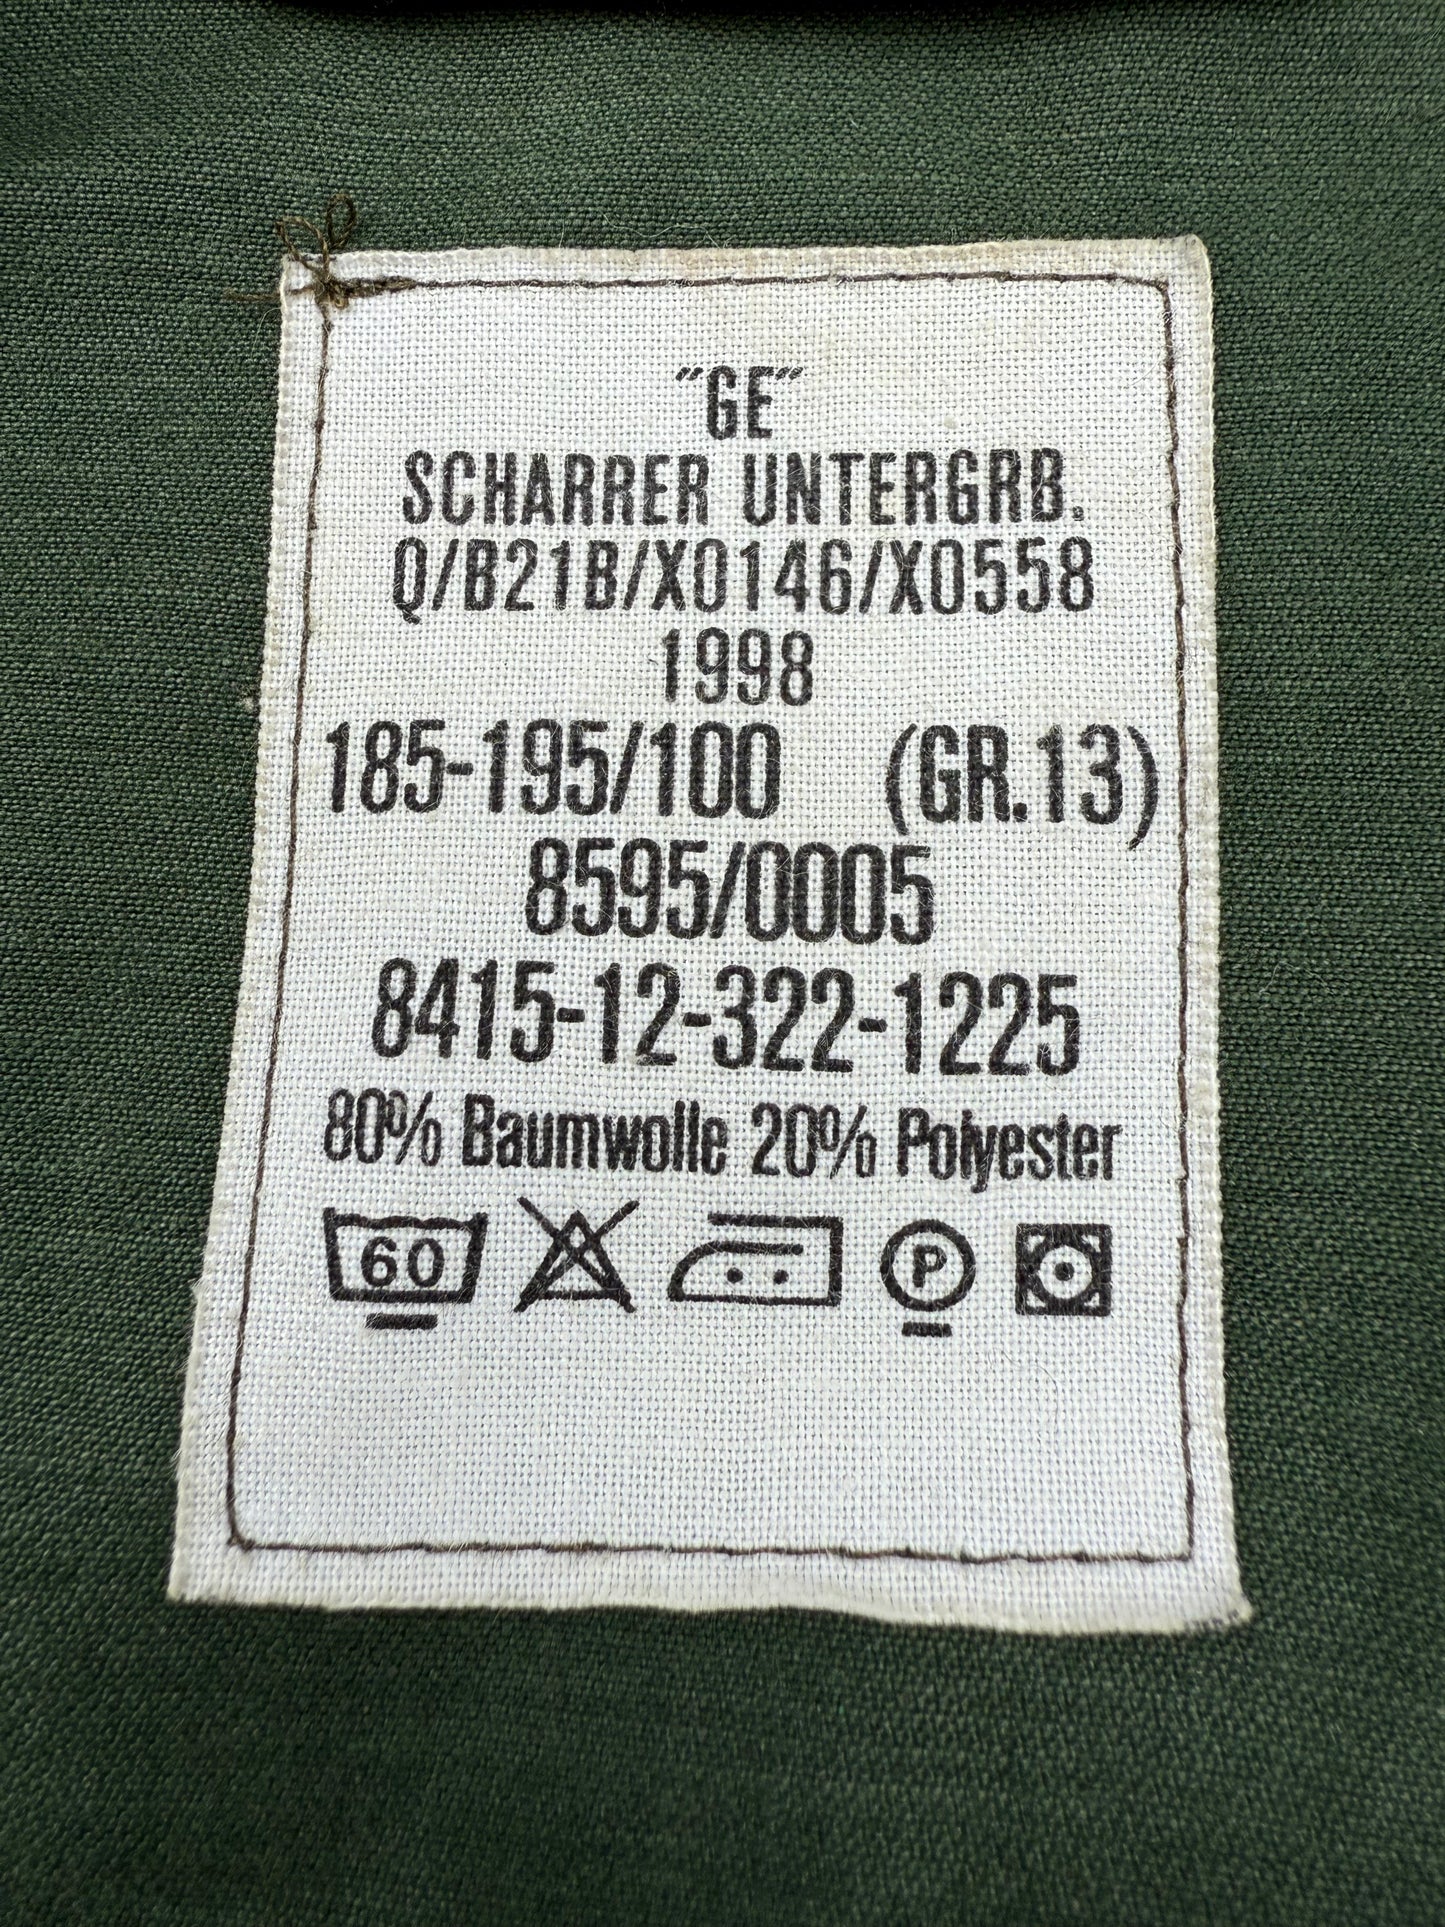 "GE"
SCHARRER UNTERGRB.
Q/B21B/X0146/X0558
1998
185-195/100 (GR.13)
8595/0005
8415-12-322-1225
80% Baumwolle 20% Polyester
60 P